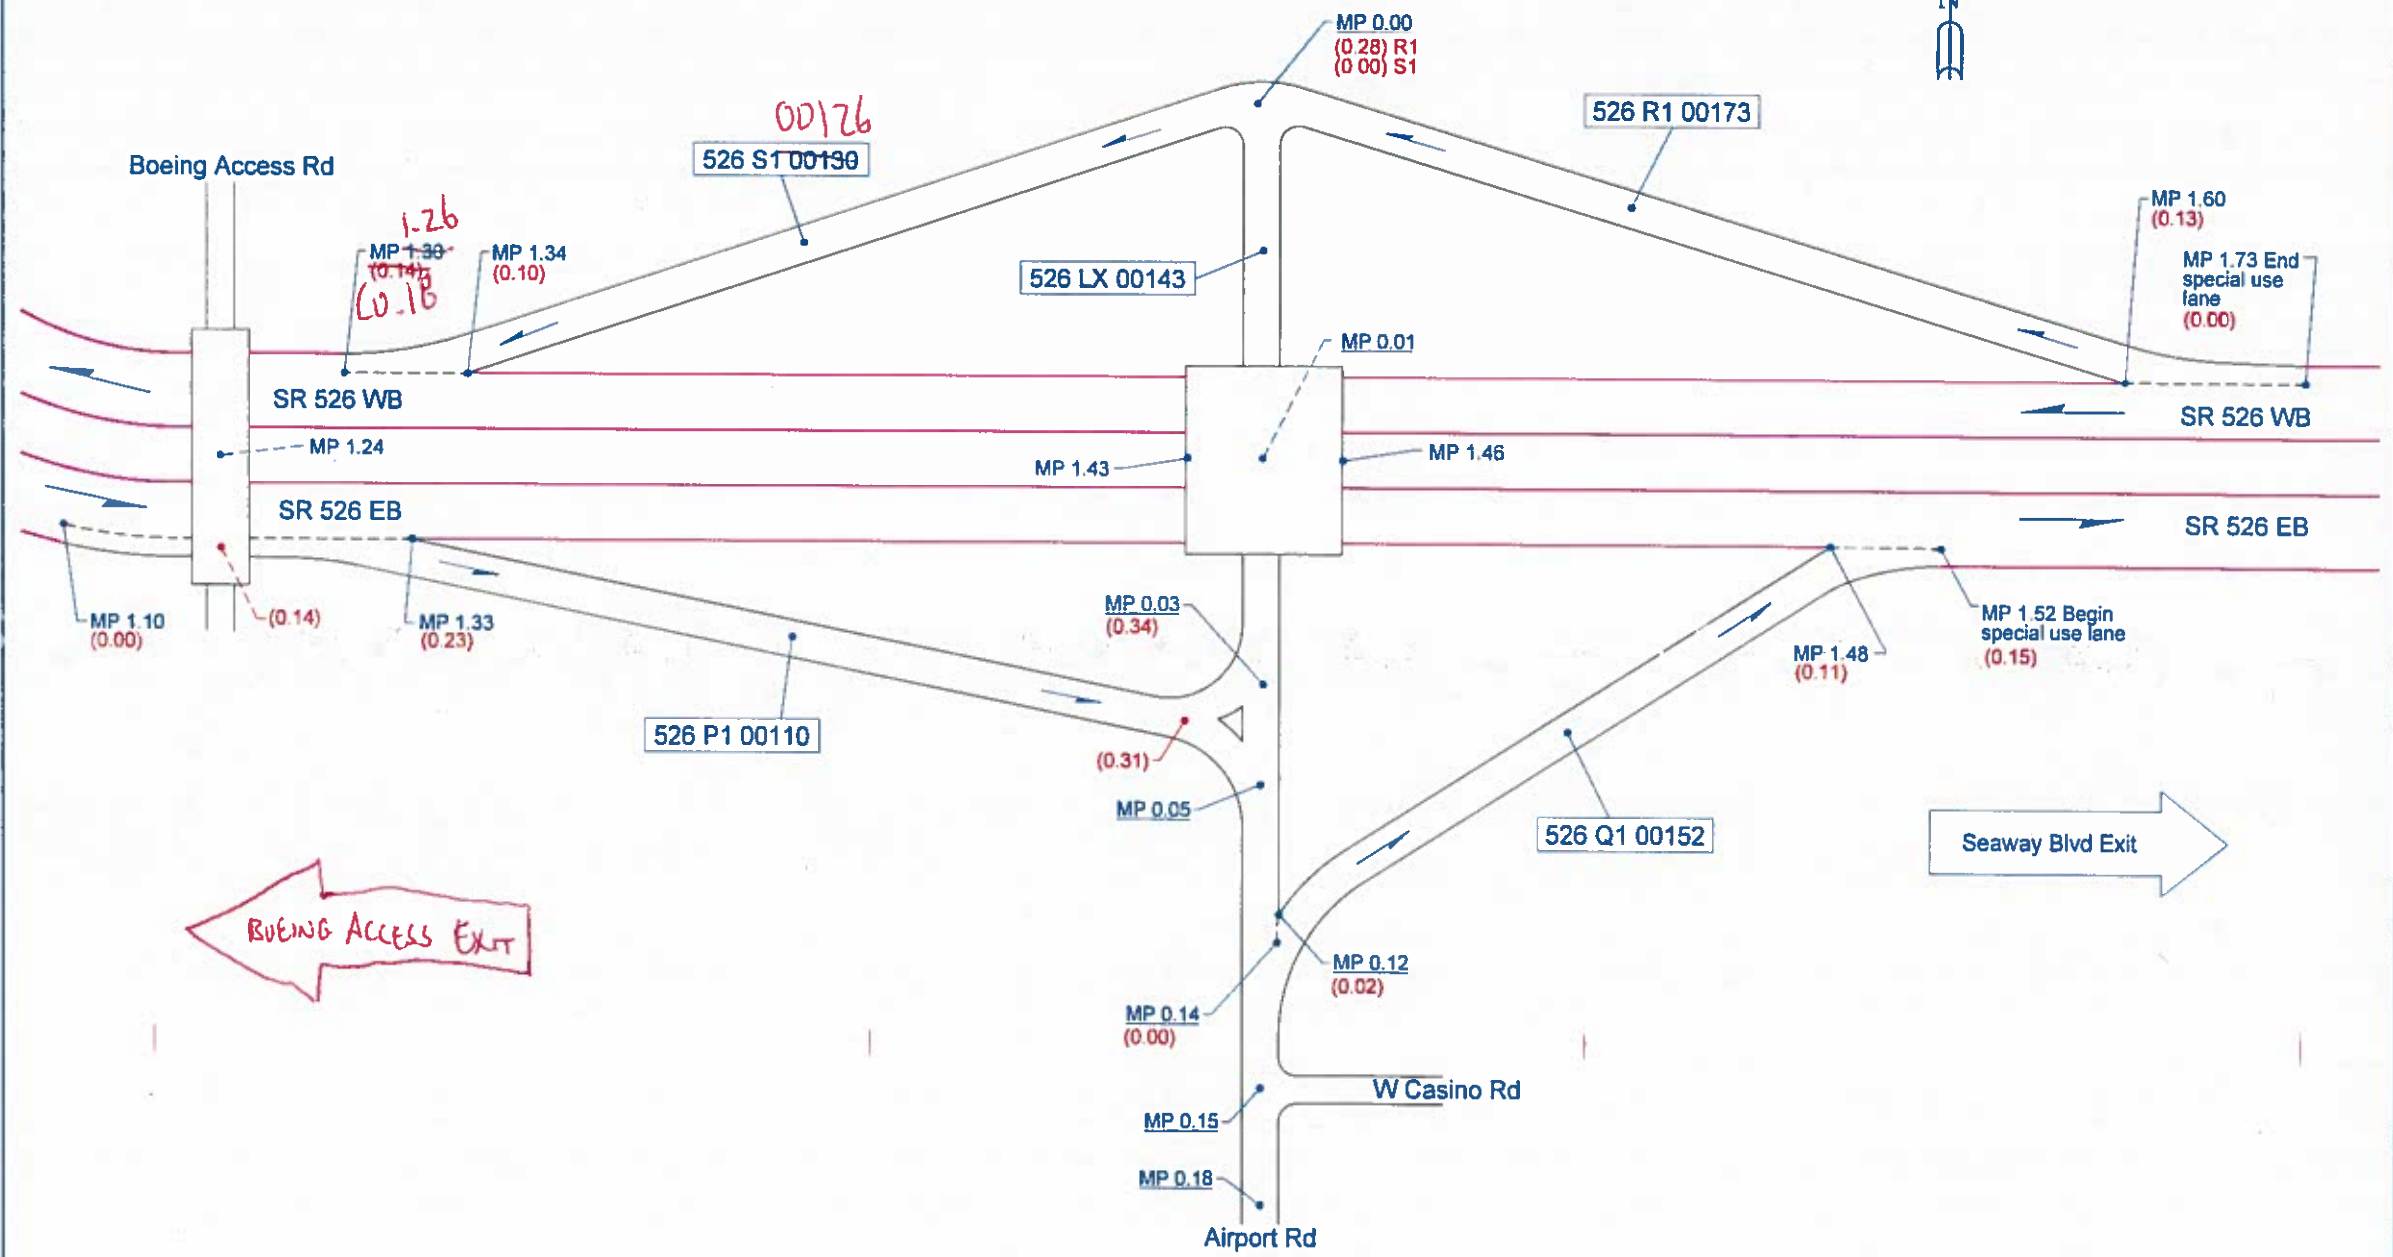 N
MP 0.00
(0.28) R1
(0 00) S1
00126
526 S1 00130
526 R1 00173
Boeing Access Rd
1.26
MP 1.30
(0.14)
MP 1.34
(0.10)
526 LX 00143
MP 1.60
(0.13)
MP 1.73 End
special use
lane
(0.00)
MP 0.01
SR 526 WB
SR 526 WB
MP 1.24
MP 1.43
MP 1.46
SR 526 EB
SR 526 EB
MP 1.10
(0.00)
(0.14)
MP 1.33
(0.23)
MP 0.03
(0.34)
MP 1.52 Begin
special use lane
(0.15)
MP 1.48
(0.11)
526 P1 00110
(0.31)
MP 0.05
526 Q1 00152
Seaway Blvd Exit
BOEING ACCESS EXIT
MP 0.12
(0.02)
MP 0.14
(0.00)
W Casino Rd
MP 0.15
MP 0.18
Airport Rd